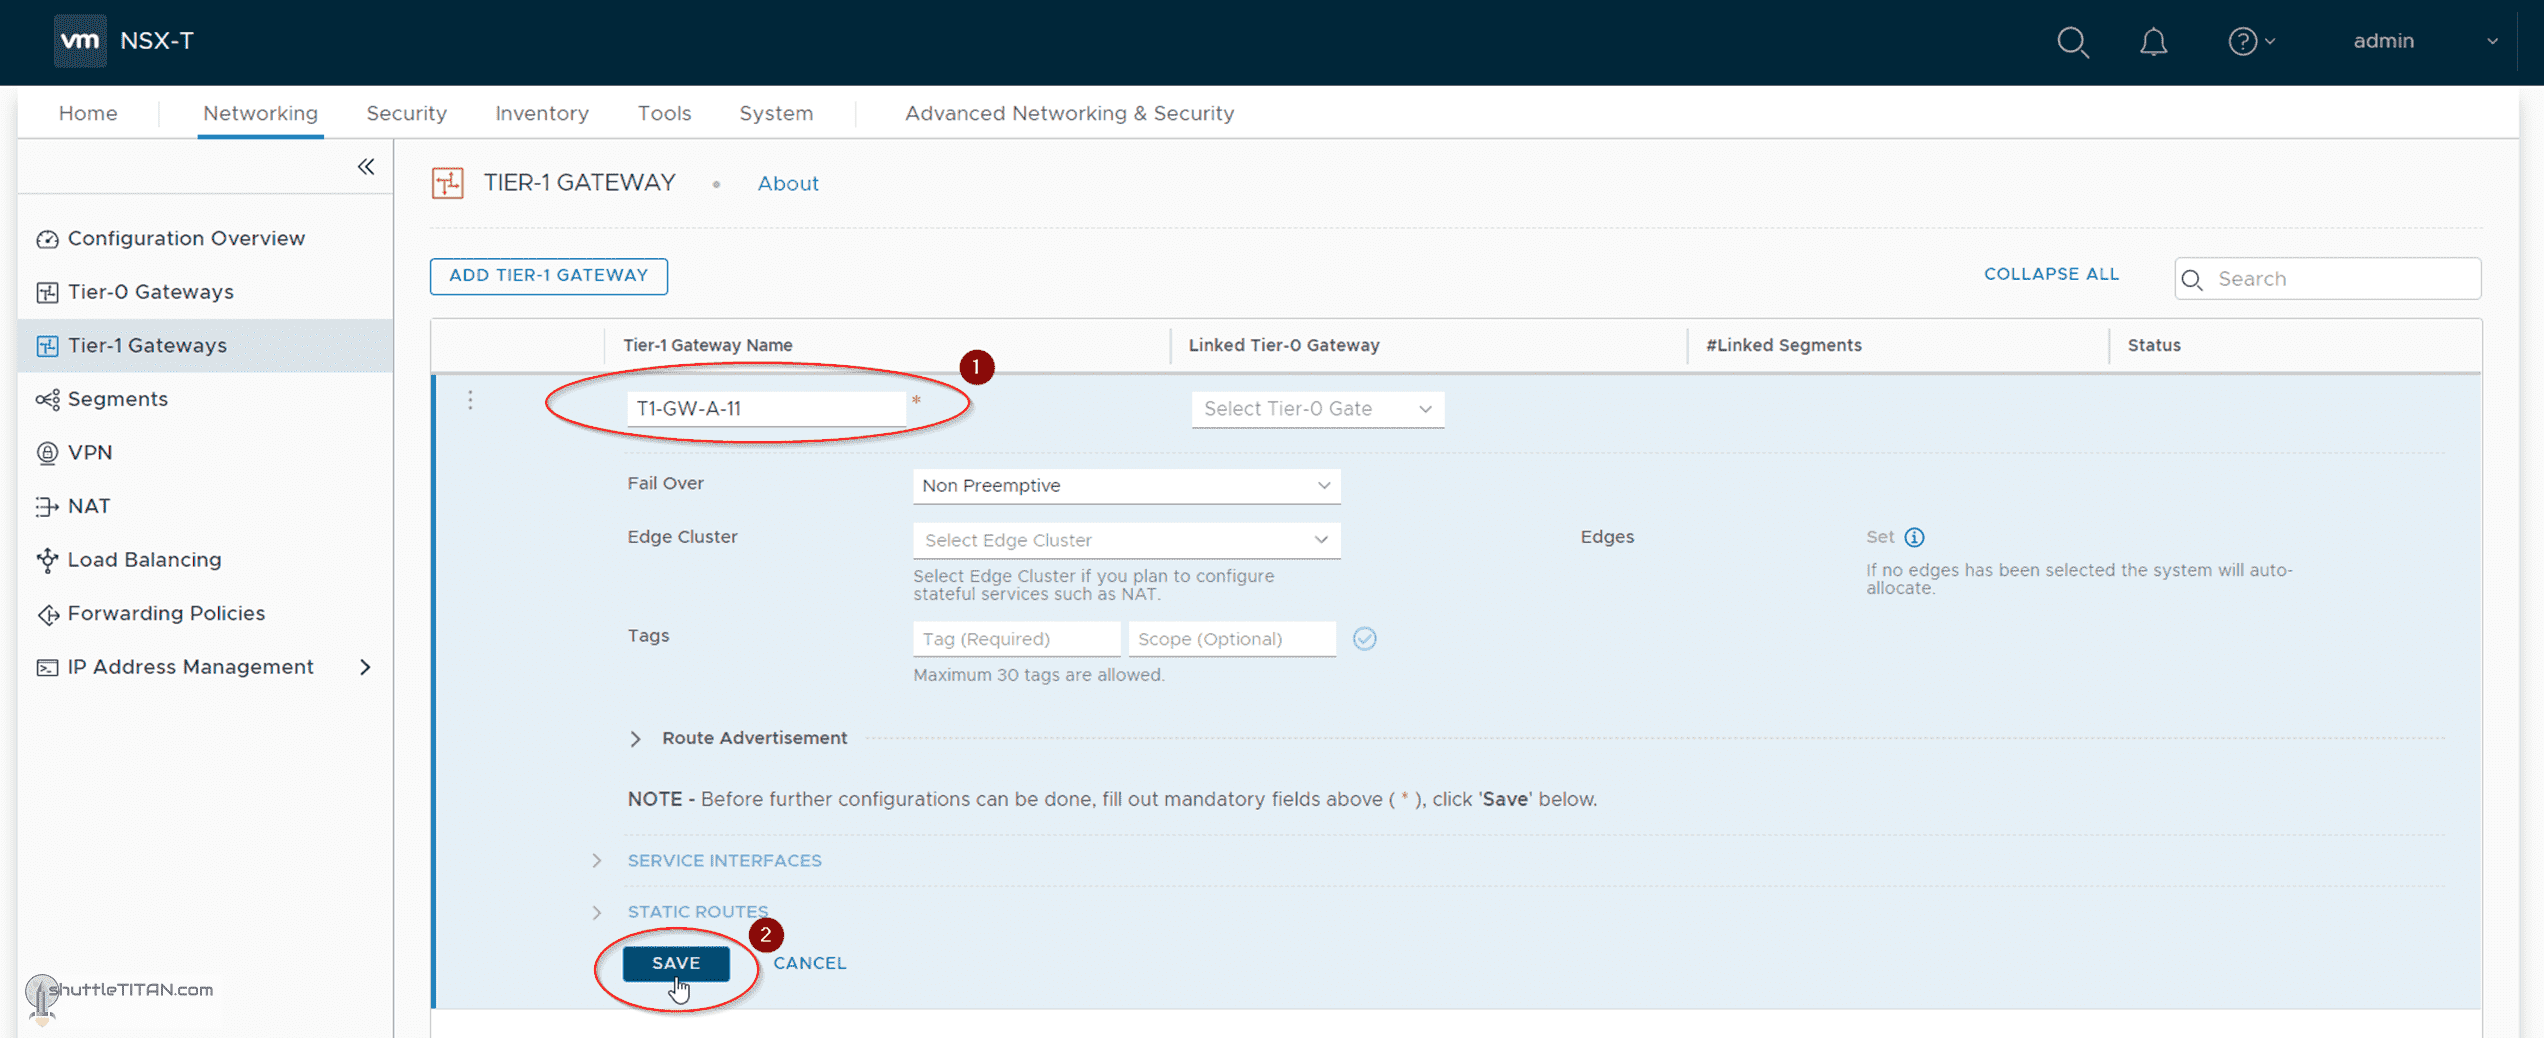 vm NSX-T admin
Home Networking Security Inventory Tools System Advanced Networking & Security
TIER-1 GATEWAY • About
Configuration Overview
Tier-0 Gateways
Tier-1 Gateways
Segments
VPN
NAT
Load Balancing
Forwarding Policies
IP Address Management
ADD TIER-1 GATEWAY COLLAPSE ALL Search
Tier-1 Gateway Name Linked Tier-0 Gateway #Linked Segments Status
1
T1-GW-A-11 * Select Tier-0 Gate
Fail Over Non Preemptive
Edge Cluster Select Edge Cluster Edges Set
Select Edge Cluster if you plan to configure
stateful services such as NAT.
If no edges has been selected the system will auto-
allocate.
Tags Tag (Required) Scope (Optional)
Maximum 30 tags are allowed.
Route Advertisement
NOTE - Before further configurations can be done, fill out mandatory fields above ( * ), click 'Save' below.
SERVICE INTERFACES
STATIC ROUTES
2
SAVE CANCEL
shuttleTITAN.com